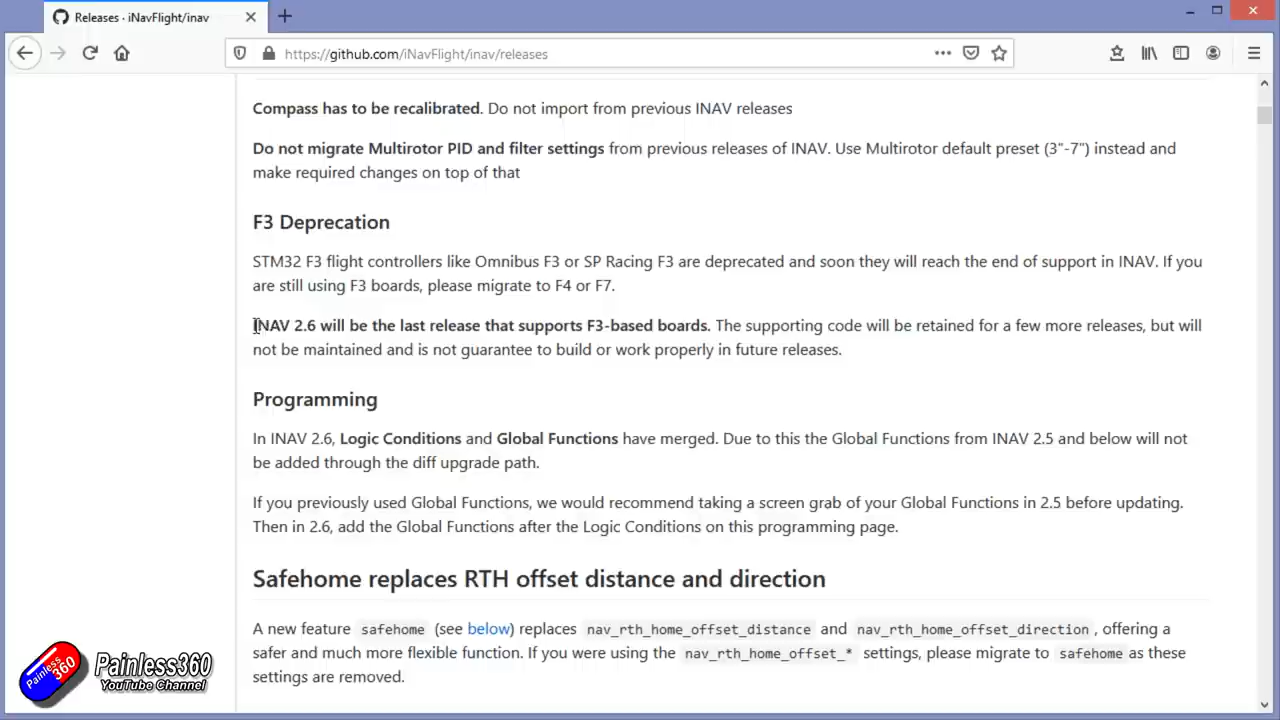 Releases · iNavFlight/inav
https://github.com/iNavFlight/inav/releases
Compass has to be recalibrated. Do not import from previous INAV releases
Do not migrate Multirotor PID and filter settings from previous releases of INAV. Use Multirotor default preset (3"-7") instead and
make required changes on top of that
F3 Deprecation
STM32 F3 flight controllers like Omnibus F3 or SP Racing F3 are deprecated and soon they will reach the end of support in INAV. If you
are still using F3 boards, please migrate to F4 or F7.
INAV 2.6 will be the last release that supports F3-based boards. The supporting code will be retained for a few more releases, but will
not be maintained and is not guarantee to build or work properly in future releases.
Programming
In INAV 2.6, Logic Conditions and Global Functions have merged. Due to this the Global Functions from INAV 2.5 and below will not
be added through the diff upgrade path.
If you previously used Global Functions, we would recommend taking a screen grab of your Global Functions in 2.5 before updating.
Then in 2.6, add the Global Functions after the Logic Conditions on this programming page.
Safehome replaces RTH offset distance and direction
A new feature safehome (see below) replaces nav_rth_home_offset_distance and nav_rth_home_offset_direction, offering a
safer and much more flexible function. If you were using the nav_rth_home_offset_* settings, please migrate to safehome as these
settings are removed.
Painless360
Painless360
YouTube Channel